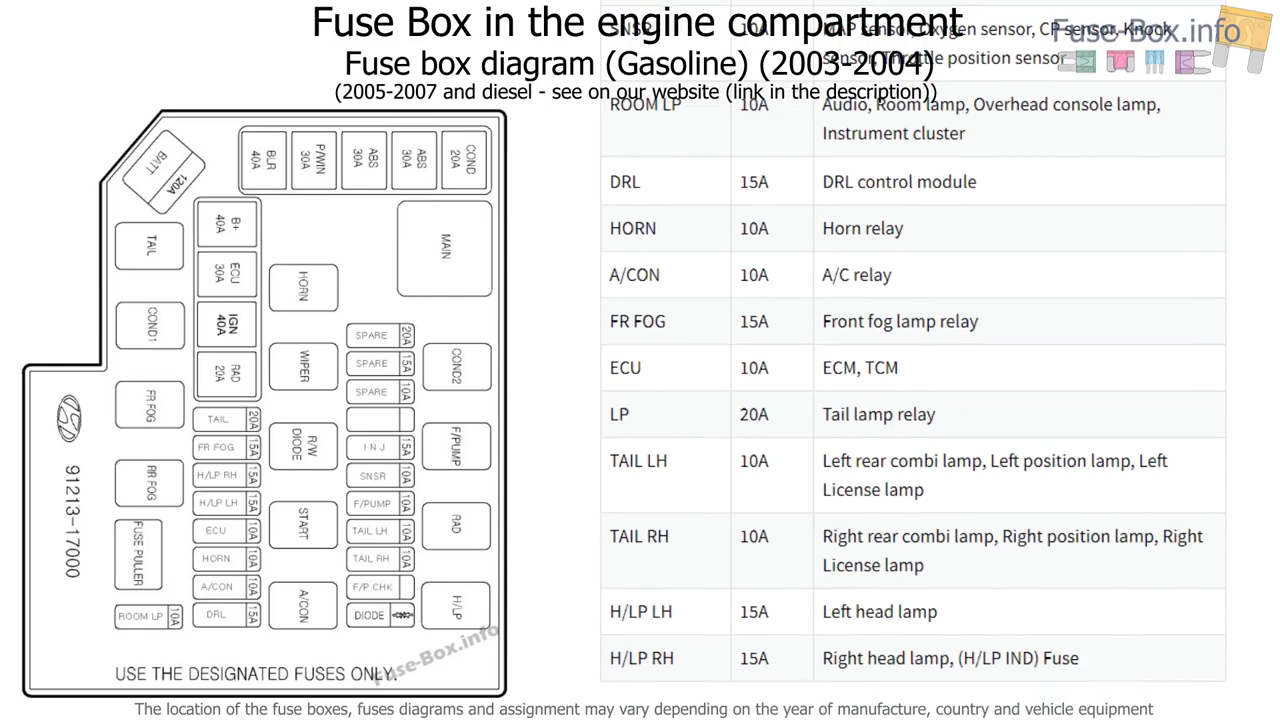 Fuse Box in the engine compartment
Fuse box diagram (Gasoline) (2003-2004)
(2005-2007 and diesel - see on our website (link in the description))
Fuse-Box.info
BATT 120A
BLR 40A
P/WIN 30A
ABS 30A
ABS 30A
COND 20A
TAIL
B+ 40A
MAIN
ECU 30A
HORN
COND1
IGN 40A
SPARE 20A
WIPER
SPARE 15A
COND2
RAD 20A
SPARE 10A
FR FOG
TAIL 20A
FR FOG 15A
R/W DIODE
I N J 15A
F/PUMP
RR FOG
H/LP RH 15A
SNSR 10A
H/LP LH 15A
START
F/PUMP 10A
RAD
FUSE PULLER
ECU 10A
TAIL LH 10A
HORN 10A
TAIL RH 10A
A/CON 10A
A/CON
F/P CHK
H/LP
ROOM LP 10A
DRL 15A
DIODE
91213-17000
USE THE DESIGNATED FUSES ONLY.
Fuse-Box.info
SNSR 10A MAP sensor, Oxygen sensor, CP sensor, Knock
sensor, Throttle position sensor
ROOM LP 10A Audio, Room lamp, Overhead console lamp,
Instrument cluster
DRL 15A DRL control module
HORN 10A Horn relay
A/CON 10A A/C relay
FR FOG 15A Front fog lamp relay
ECU 10A ECM, TCM
LP 20A Tail lamp relay
TAIL LH 10A Left rear combi lamp, Left position lamp, Left
License lamp
TAIL RH 10A Right rear combi lamp, Right position lamp, Right
License lamp
H/LP LH 15A Left head lamp
H/LP RH 15A Right head lamp, (H/LP IND) Fuse
The location of the fuse boxes, fuses diagrams and assignment may vary depending on the year of manufacture, country and vehicle equipment